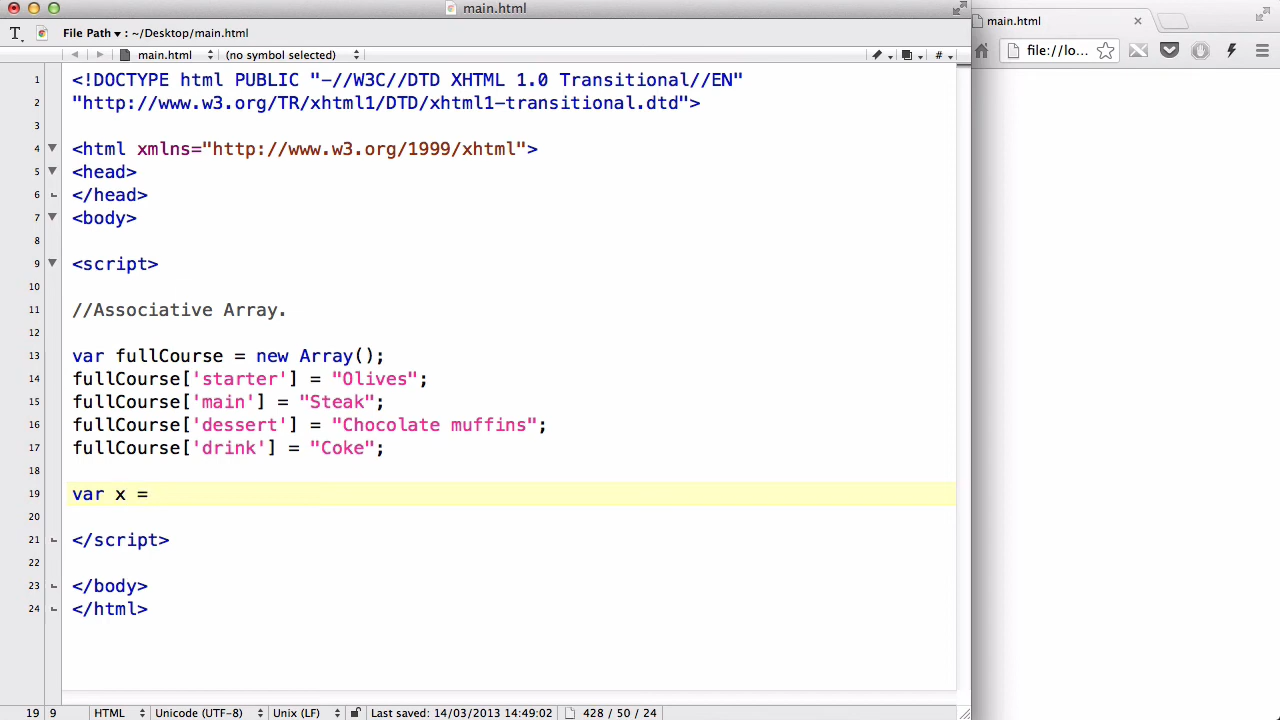 main.html
File Path ▾ : ~/Desktop/main.html
main.html
(no symbol selected)
#
1 <!DOCTYPE html PUBLIC "-//W3C//DTD XHTML 1.0 Transitional//EN"
2 "http://www.w3.org/TR/xhtml1/DTD/xhtml1-transitional.dtd">
3
4 <html xmlns="http://www.w3.org/1999/xhtml">
5 <head>
6 </head>
7 <body>
8
9 <script>
10
11 //Associative Array.
12
13 var fullCourse = new Array();
14 fullCourse['starter'] = "Olives";
15 fullCourse['main'] = "Steak";
16 fullCourse['dessert'] = "Chocolate muffins";
17 fullCourse['drink'] = "Coke";
18
19 var x =
20
21 </script>
22
23 </body>
24 </html>
19 9 HTML Unicode (UTF-8) Unix (LF) Last saved: 14/03/2013 14:49:02 428 / 50 / 24
main.html
file://lo...